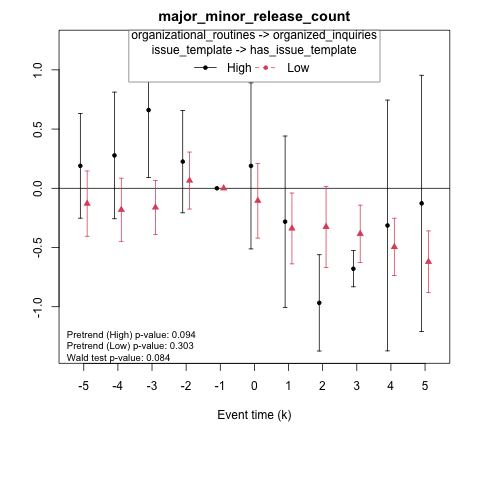 major_minor_release_count
organizational_routines -> organized_inquiries
issue_template -> has_issue_template
High
Low
1.0
0.5
0.0
-0.5
-1.0
Pretrend (High) p-value: 0.094
Pretrend (Low) p-value: 0.303
Wald test p-value: 0.084
-5 -4 -3 -2 -1 0 1 2 3 4 5
Event time (k)